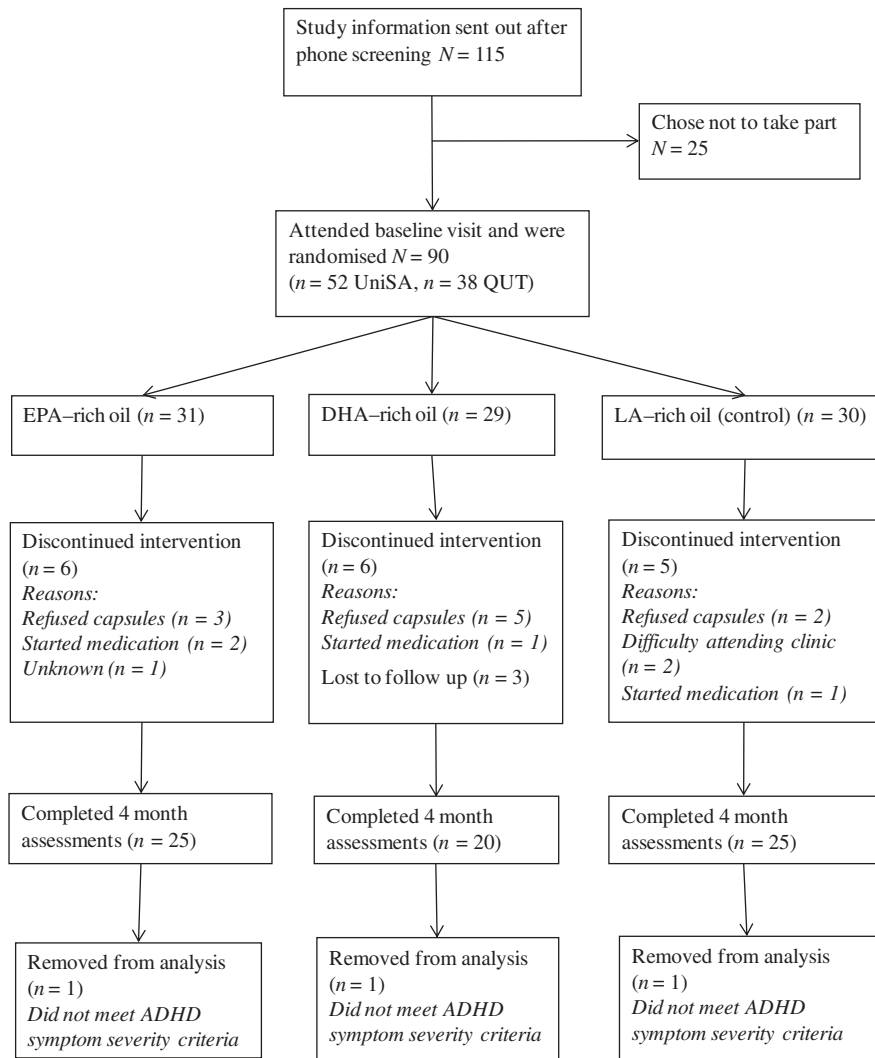 Study information sent out after
phone screening N = 115
Chose not to take part
N = 25
Attended baseline visit and were
randomised N = 90
(n = 52 UniSA, n = 38 QUT)
EPA–rich oil (n = 31)
DHA–rich oil (n = 29)
LA–rich oil (control) (n = 30)
Discontinued intervention
(n = 6)
Reasons:
Refused capsules (n = 3)
Started medication (n = 2)
Unknown (n = 1)
Discontinued intervention
(n = 6)
Reasons:
Refused capsules (n = 5)
Started medication (n = 1)
Lost to follow up (n = 3)
Discontinued intervention
(n = 5)
Reasons:
Refused capsules (n = 2)
Difficulty attending clinic
(n = 2)
Started medication (n = 1)
Completed 4 month
assessments (n = 25)
Completed 4 month
assessments (n = 20)
Completed 4 month
assessments (n = 25)
Removed from analysis
(n = 1)
Did not meet ADHD
symptom severity criteria
Removed from analysis
(n = 1)
Did not meet ADHD
symptom severity criteria
Removed from analysis
(n = 1)
Did not meet ADHD
symptom severity criteria